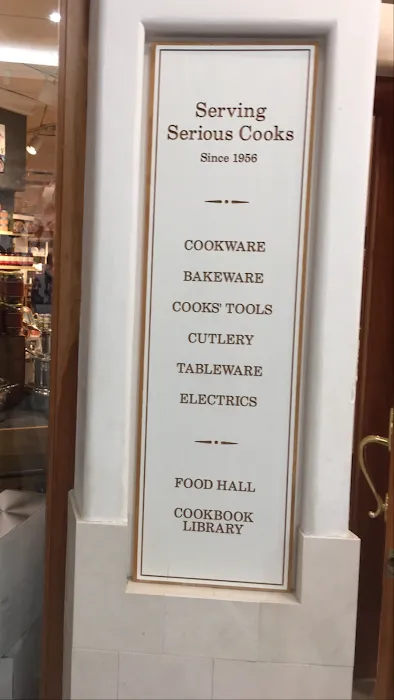 Serving
Serious Cooks
Since 1956
COOKWARE
BAKEWARE
COOKS' TOOLS
CUTLERY
TABLEWARE
ELECTRICS
FOOD HALL
COOKBOOK
LIBRARY